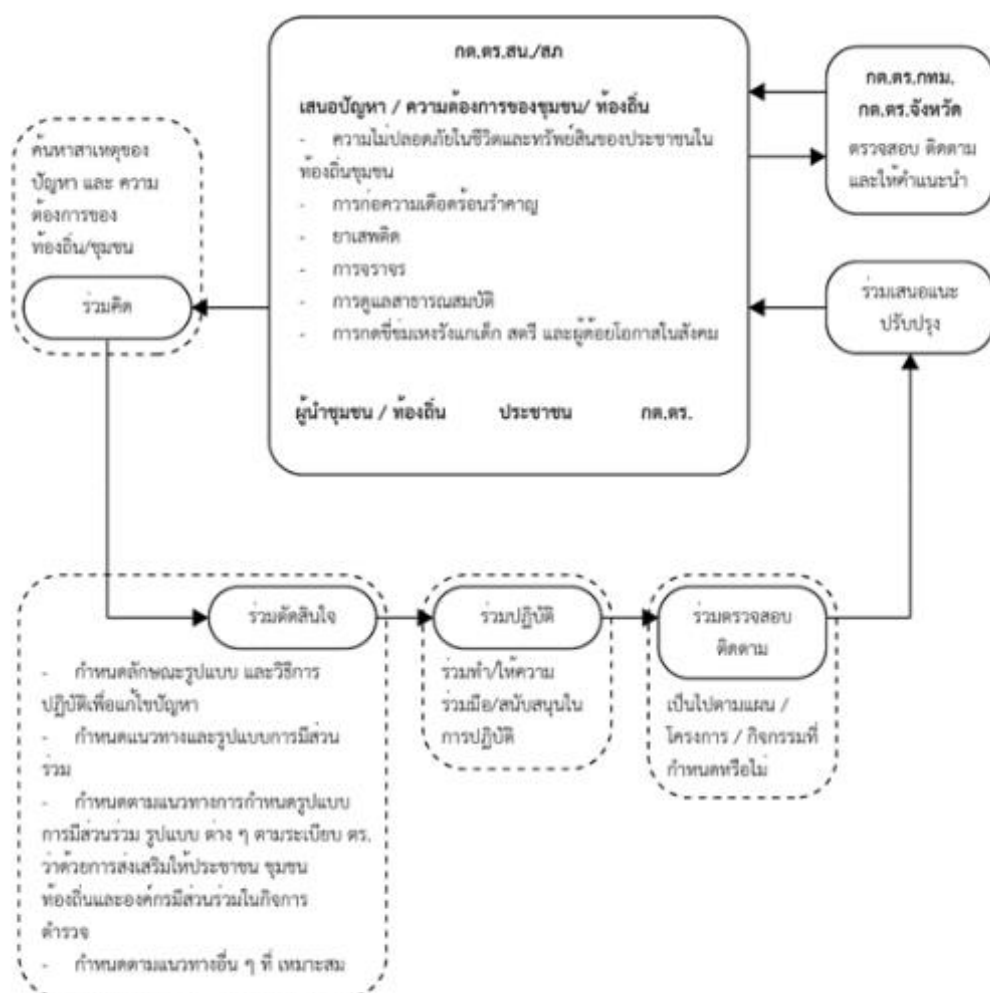 กต.ตร.สน./สภ
เสนอปัญหา / ความต้องการของชุมชน/ ท้องถิ่น
- ความไม่ปลอดภัยในชีวิตและทรัพย์สินของประชาชนใน
ท้องถิ่นชุมชน
- การก่อความเดือดร้อนรำคาญ
- ยาเสพติด
- การจราจร
- การดูแลสาธารณสมบัติ
- การกดขี่ข่มเหงรังแกเด็ก สตรี และผู้ด้อยโอกาสในสังคม
ผู้นำชุมชน / ท้องถิ่น ประชาชน กต.ตร.
กต.ตร.กทม.
กต.ตร.จังหวัด
ตรวจสอบ ติดตาม
และให้คำแนะนำ
ค้นหาสาเหตุของ
ปัญหา และ ความ
ต้องการของ
ท้องถิ่น/ชุมชน
ร่วมคิด
ร่วมเสนอแนะ
ปรับปรุง
ร่วมตัดสินใจ
- กำหนดลักษณะรูปแบบ และวิธีการ
ปฏิบัติเพื่อแก้ไขปัญหา
- กำหนดแนวทางและรูปแบบการมีส่วน
ร่วม
- กำหนดตามแนวทางการกำหนดรูปแบบ
การมีส่วนร่วม รูปแบบ ต่าง ๆ ตามระเบียบ ตร.
ว่าด้วยการส่งเสริมให้ประชาชน ชุมชน
ท้องถิ่นและองค์กรมีส่วนร่วมในกิจการ
ตำรวจ
- กำหนดตามแนวทางอื่น ๆ ที่ เหมาะสม
ร่วมปฏิบัติ
ร่วมทำ/ให้ความ
ร่วมมือ/สนับสนุนใน
การปฏิบัติ
ร่วมตรวจสอบ
ติดตาม
เป็นไปตามแผน /
โครงการ / กิจกรรมที่
กำหนดหรือไม่